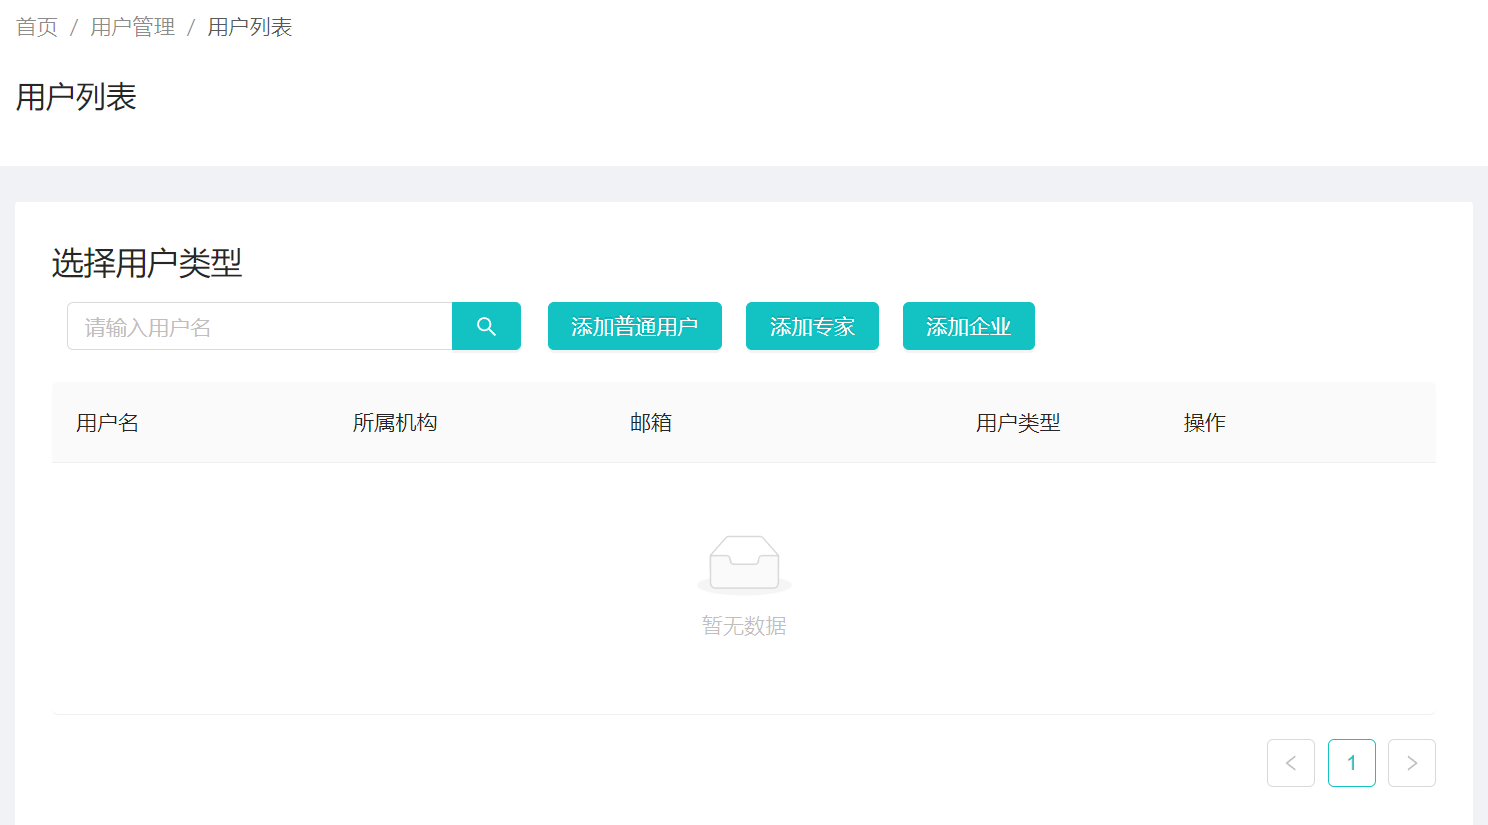 首页 / 用户管理 / 用户列表
用户列表
选择用户类型
请输入用户名 添加普通用户 添加专家 添加企业
用户名 所属机构 邮箱 用户类型 操作
暂无数据
< 1 >